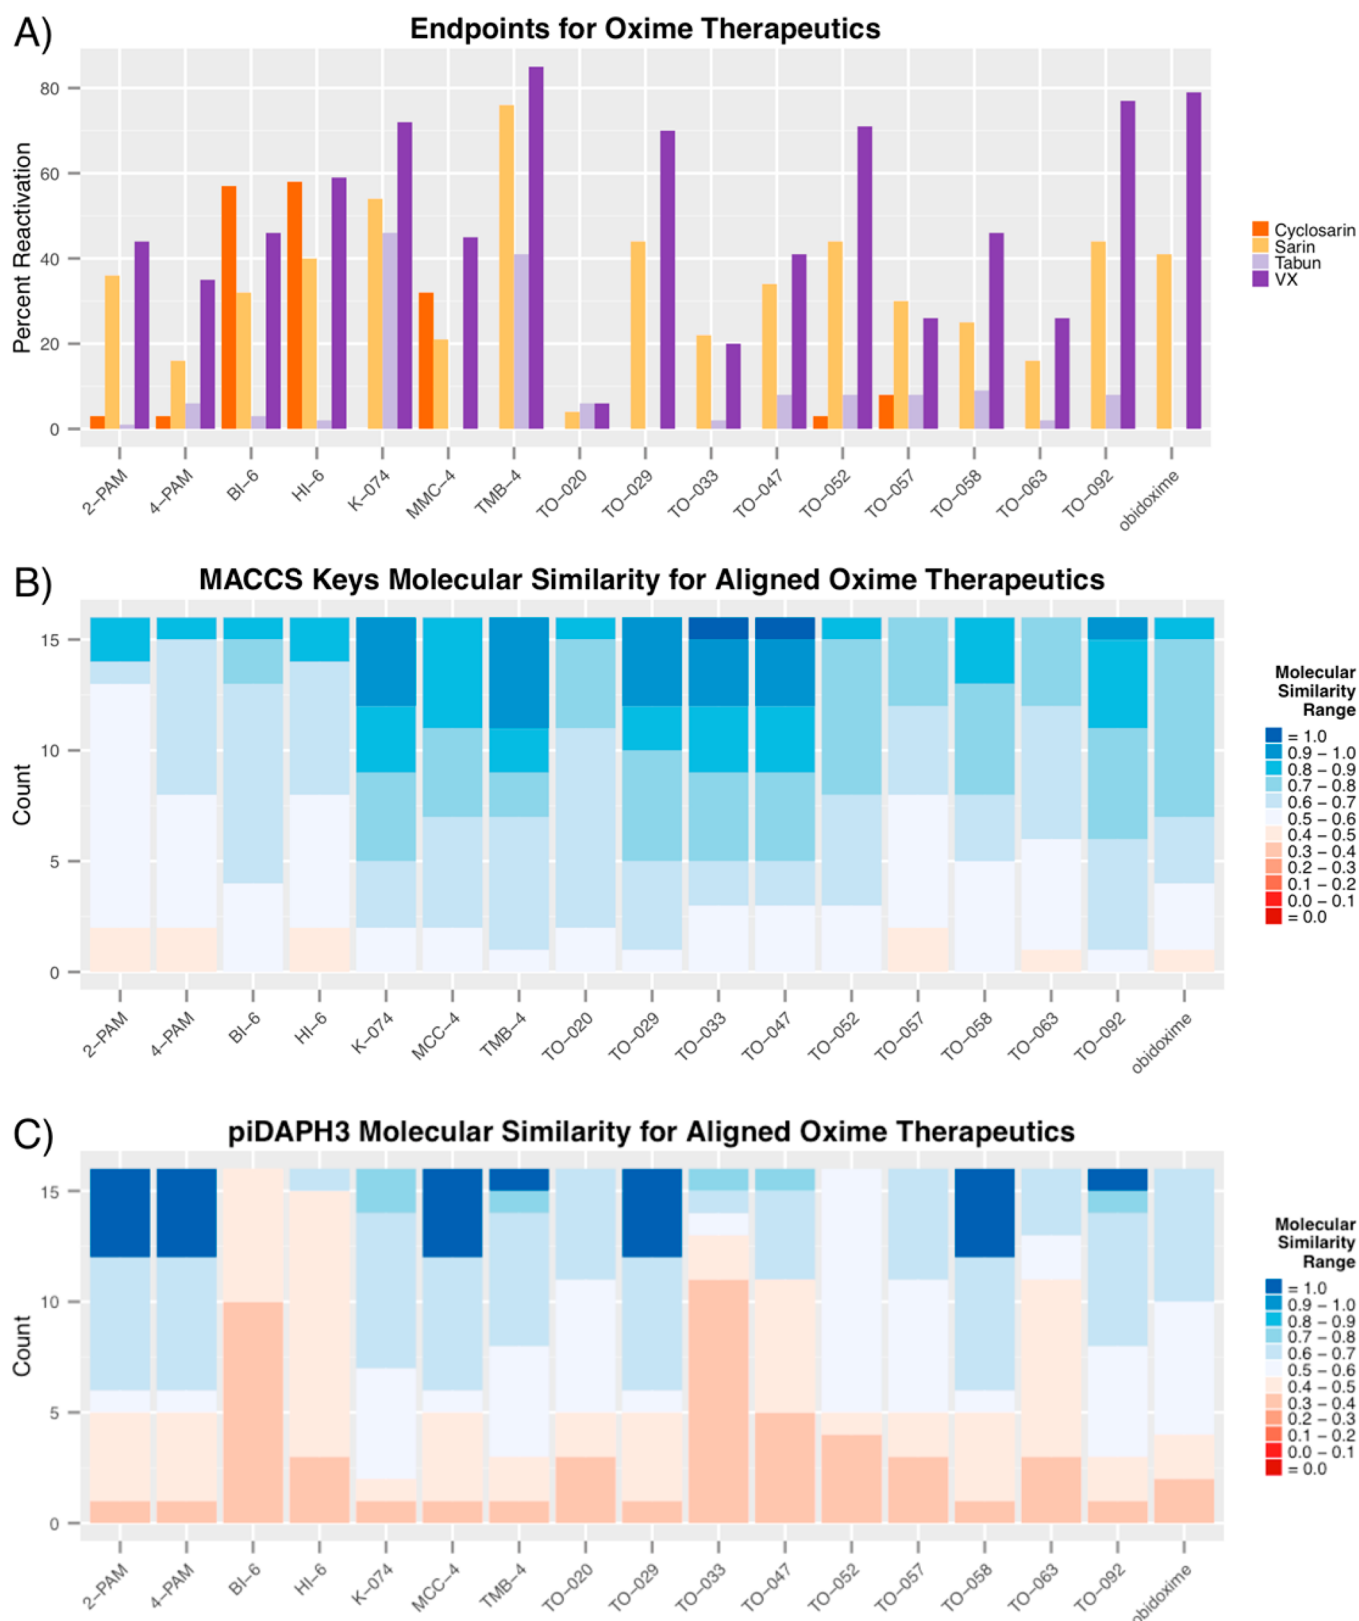 A)
Endpoints for Oxime Therapeutics
Percent Reactivation
80
60
40
20
0
2-PAM
4-PAM
BI-6
HI-6
K-074
MMC-4
TMB-4
TO-020
TO-029
TO-033
TO-047
TO-052
TO-057
TO-058
TO-063
TO-092
obidoxime
Cyclosarin
Sarin
Tabun
VX
B)
MACCS Keys Molecular Similarity for Aligned Oxime Therapeutics
Count
15
10
5
0
2-PAM
4-PAM
BI-6
HI-6
K-074
MCC-4
TMB-4
TO-020
TO-029
TO-033
TO-047
TO-052
TO-057
TO-058
TO-063
TO-092
obidoxime
Molecular
Similarity
Range
= 1.0
0.9 - 1.0
0.8 - 0.9
0.7 - 0.8
0.6 - 0.7
0.5 - 0.6
0.4 - 0.5
0.3 - 0.4
0.2 - 0.3
0.1 - 0.2
0.0 - 0.1
= 0.0
C)
piDAPH3 Molecular Similarity for Aligned Oxime Therapeutics
Count
15
10
5
0
2-PAM
4-PAM
BI-6
HI-6
K-074
MCC-4
TMB-4
TO-020
TO-029
TO-033
TO-047
TO-052
TO-057
TO-058
TO-063
TO-092
obidoxime
Molecular
Similarity
Range
= 1.0
0.9 - 1.0
0.8 - 0.9
0.7 - 0.8
0.6 - 0.7
0.5 - 0.6
0.4 - 0.5
0.3 - 0.4
0.2 - 0.3
0.1 - 0.2
0.0 - 0.1
= 0.0